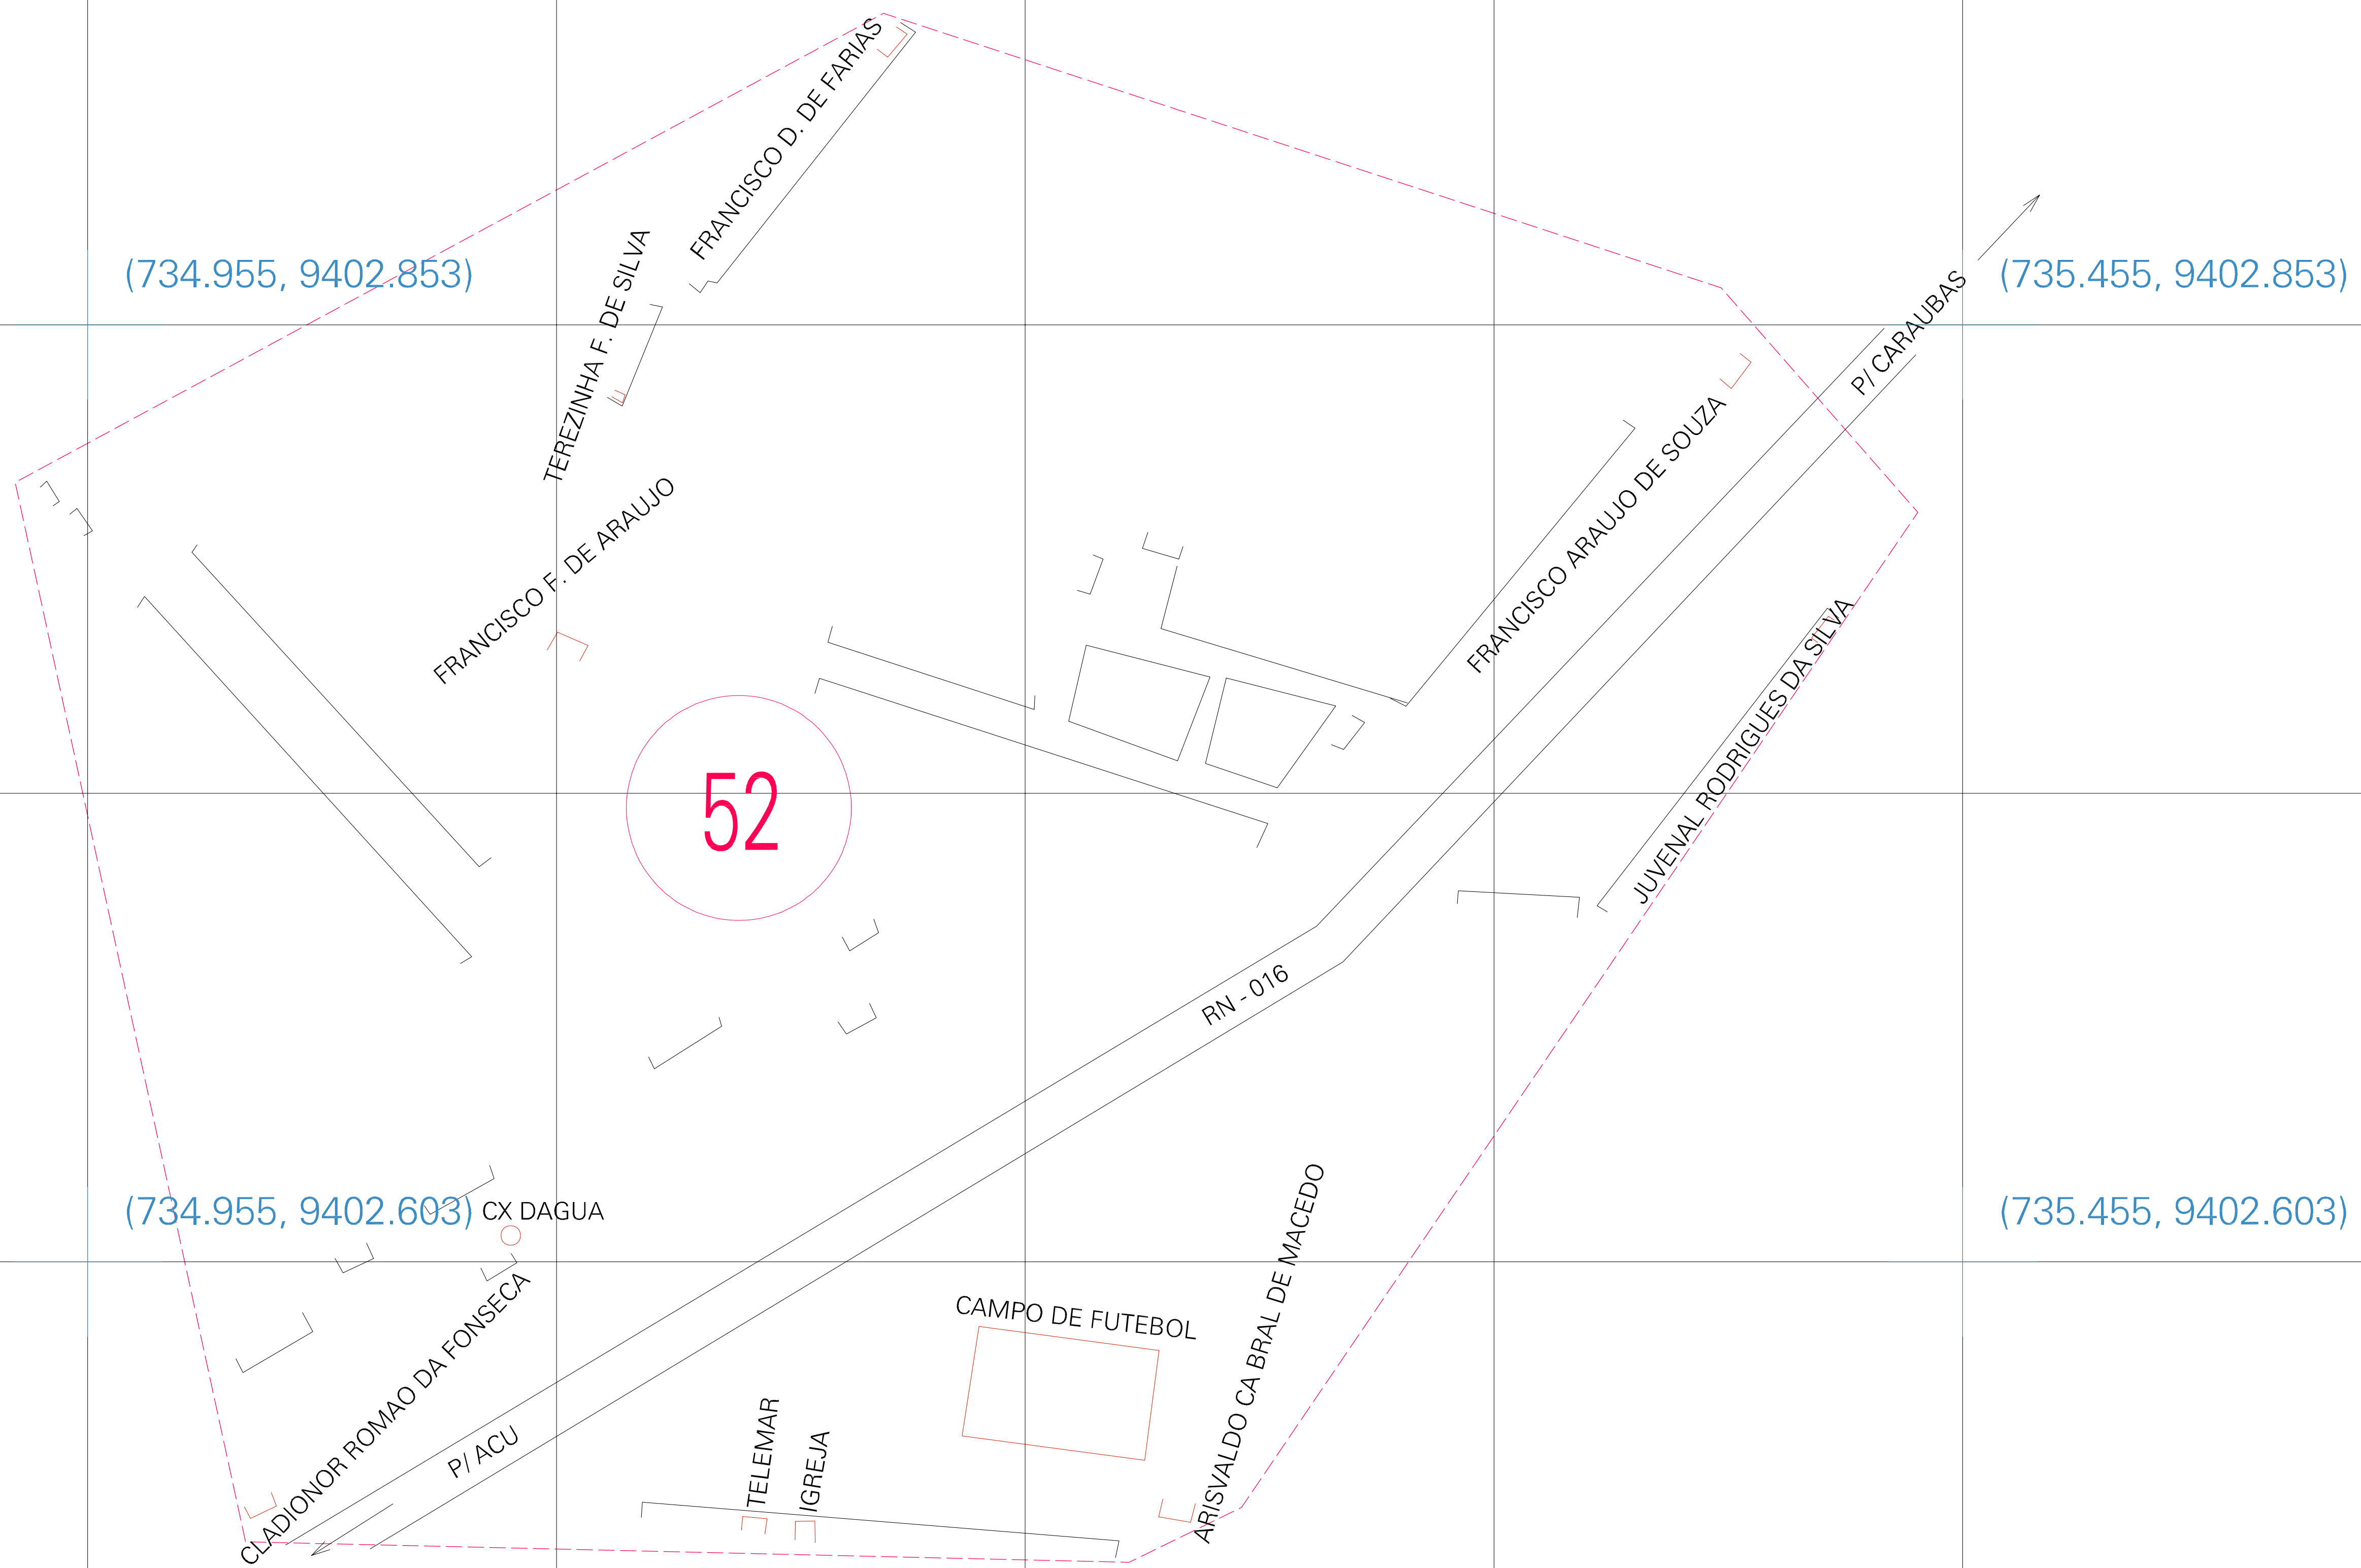 FRANCISCO D. DE FARIAS
TEREZINHA F. DE SILVA
(734.955, 9402.853)
(735.455, 9402.853)
P/ CARAUBAS
FRANCISCO ARAUJO DE SOUZA
FRANCISCO F. DE ARAUJO
JUVENAL RODRIGUES DA SILVA
52
RN - 016
(734.955, 9402.603)
CX DAGUA
(735.455, 9402.603)
CLADIONOR ROMAO DA FONSECA
CAMPO DE FUTEBOL
ARISVALDO CA BRAL DE MACEDO
P/ ACU
TELEMAR
IGREJA